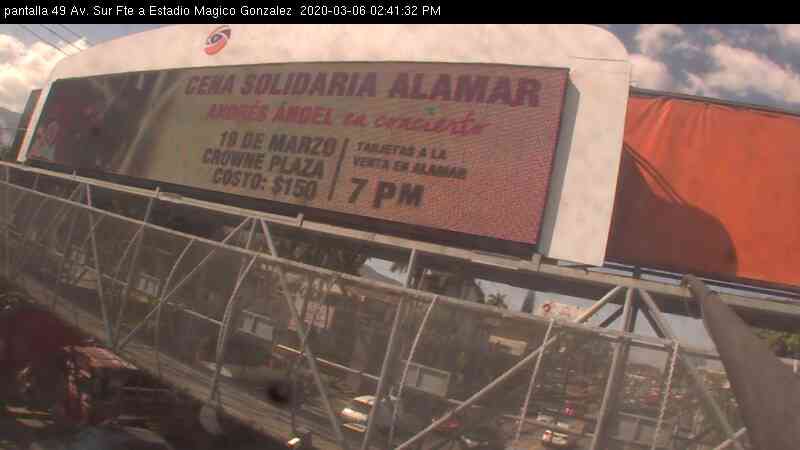 pantalla 49 Av. Sur Fte a Estadio Magico Gonzalez 2020-03-06 02:41:32 PM
CENA SOLIDARIA ALAMAR
ANDRÉS ÁNGEL en concierto
19 DE MARZO
CROWNE PLAZA
COSTO: $150
TARJETAS A LA
VENTA EN ALAMAR
7 PM